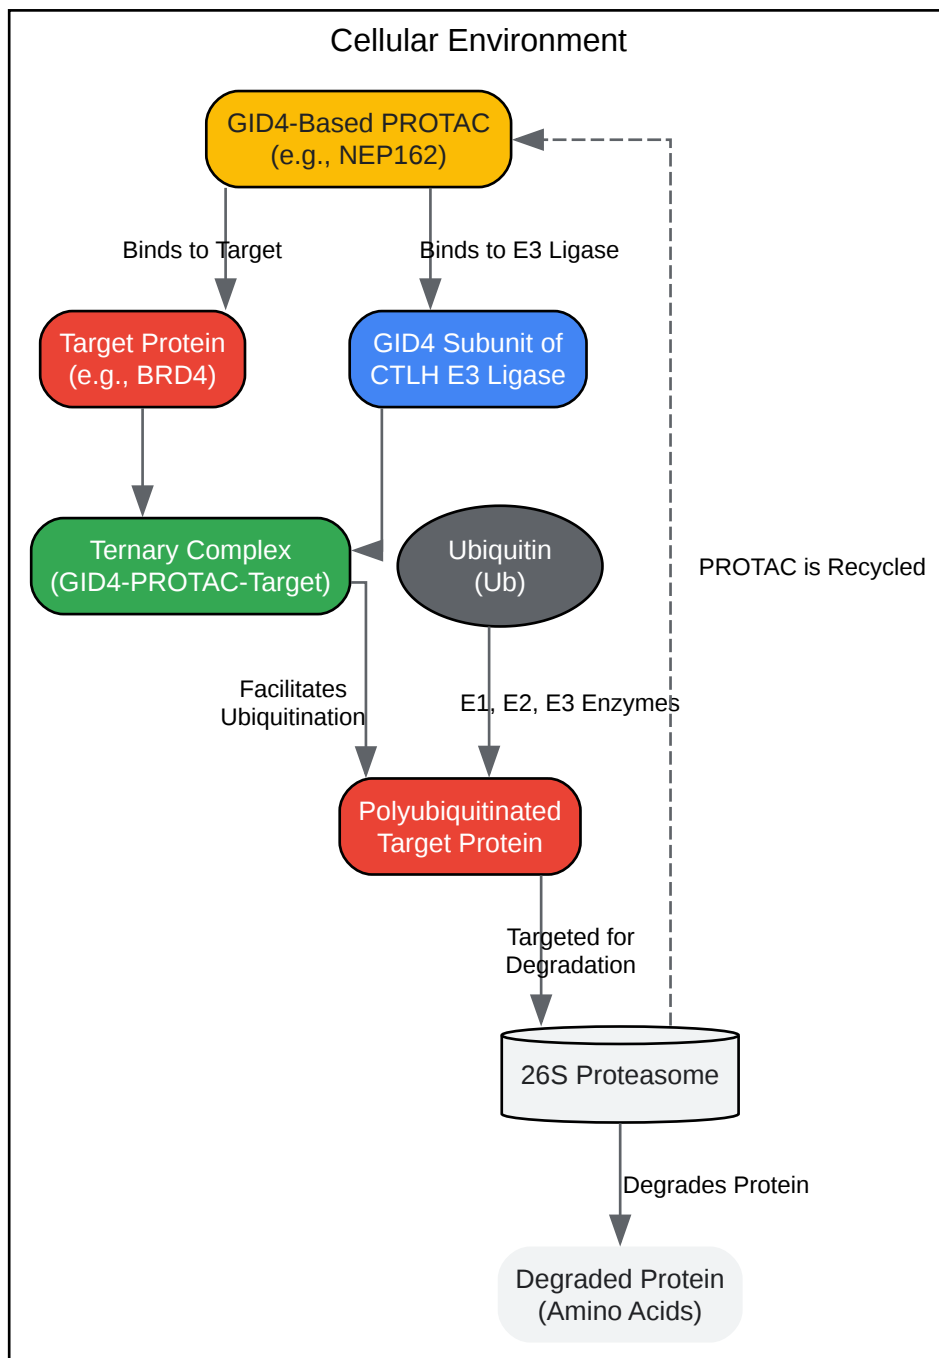 Cellular Environment
GID4-Based PROTAC
(e.g., NEP162)
Binds to Target
Binds to E3 Ligase
Target Protein
(e.g., BRD4)
GID4 Subunit of
CTLH E3 Ligase
Ternary Complex
(GID4-PROTAC-Target)
Ubiquitin
(Ub)
PROTAC is Recycled
Facilitates
Ubiquitination
E1, E2, E3 Enzymes
Polyubiquitinated
Target Protein
Targeted for
Degradation
26S Proteasome
Degrades Protein
Degraded Protein
(Amino Acids)